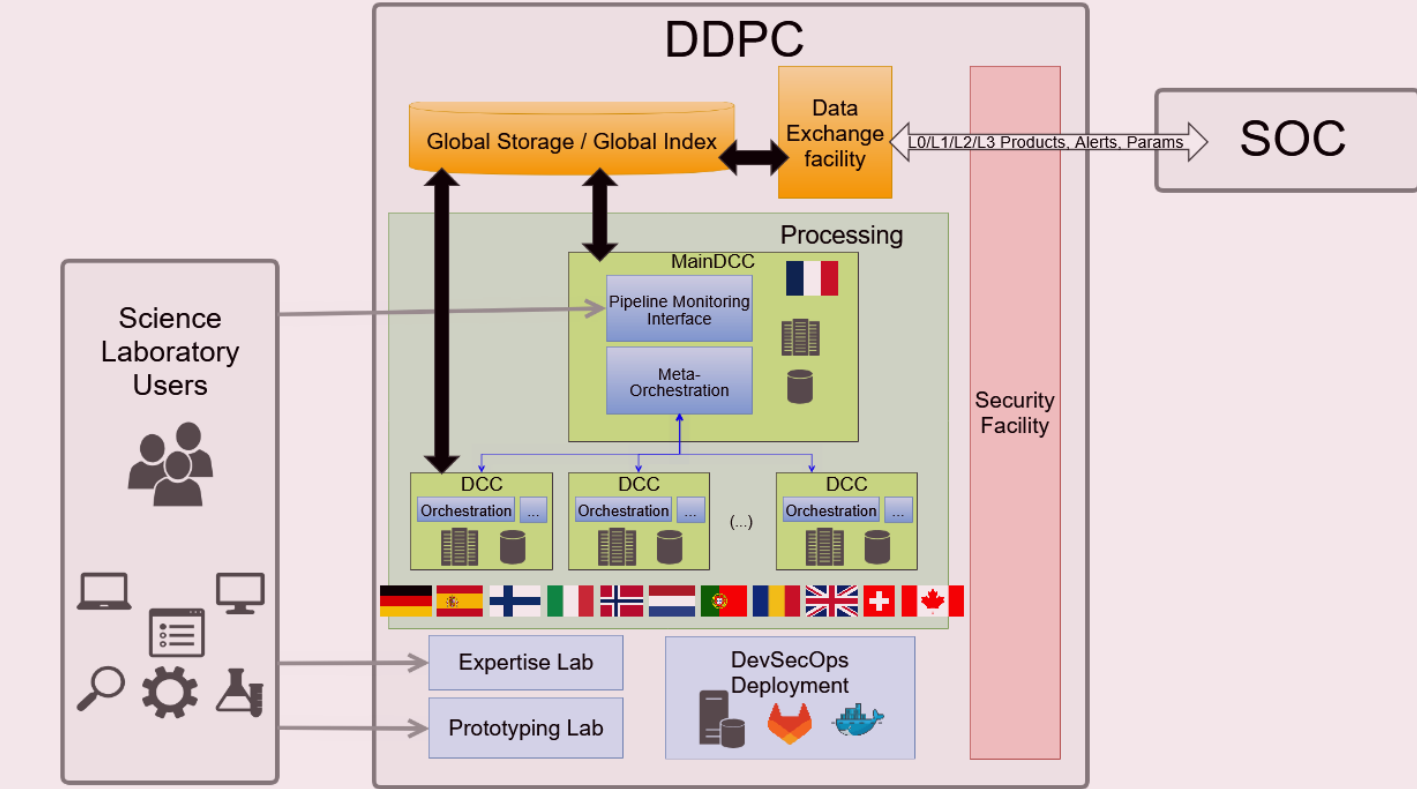 DDPC
Data
Exchange
facility
Global Storage / Global Index
L0/L1/L2/L3 Products, Alerts, Params
SOC
Processing
MainDCC
Pipeline Monitoring
Interface
Meta-
Orchestration
Science
Laboratory
Users
Security
Facility
DCC
Orchestration
...
DCC
Orchestration
...
(...)
DCC
Orchestration
...
Expertise Lab
Prototyping Lab
DevSecOps
Deployment